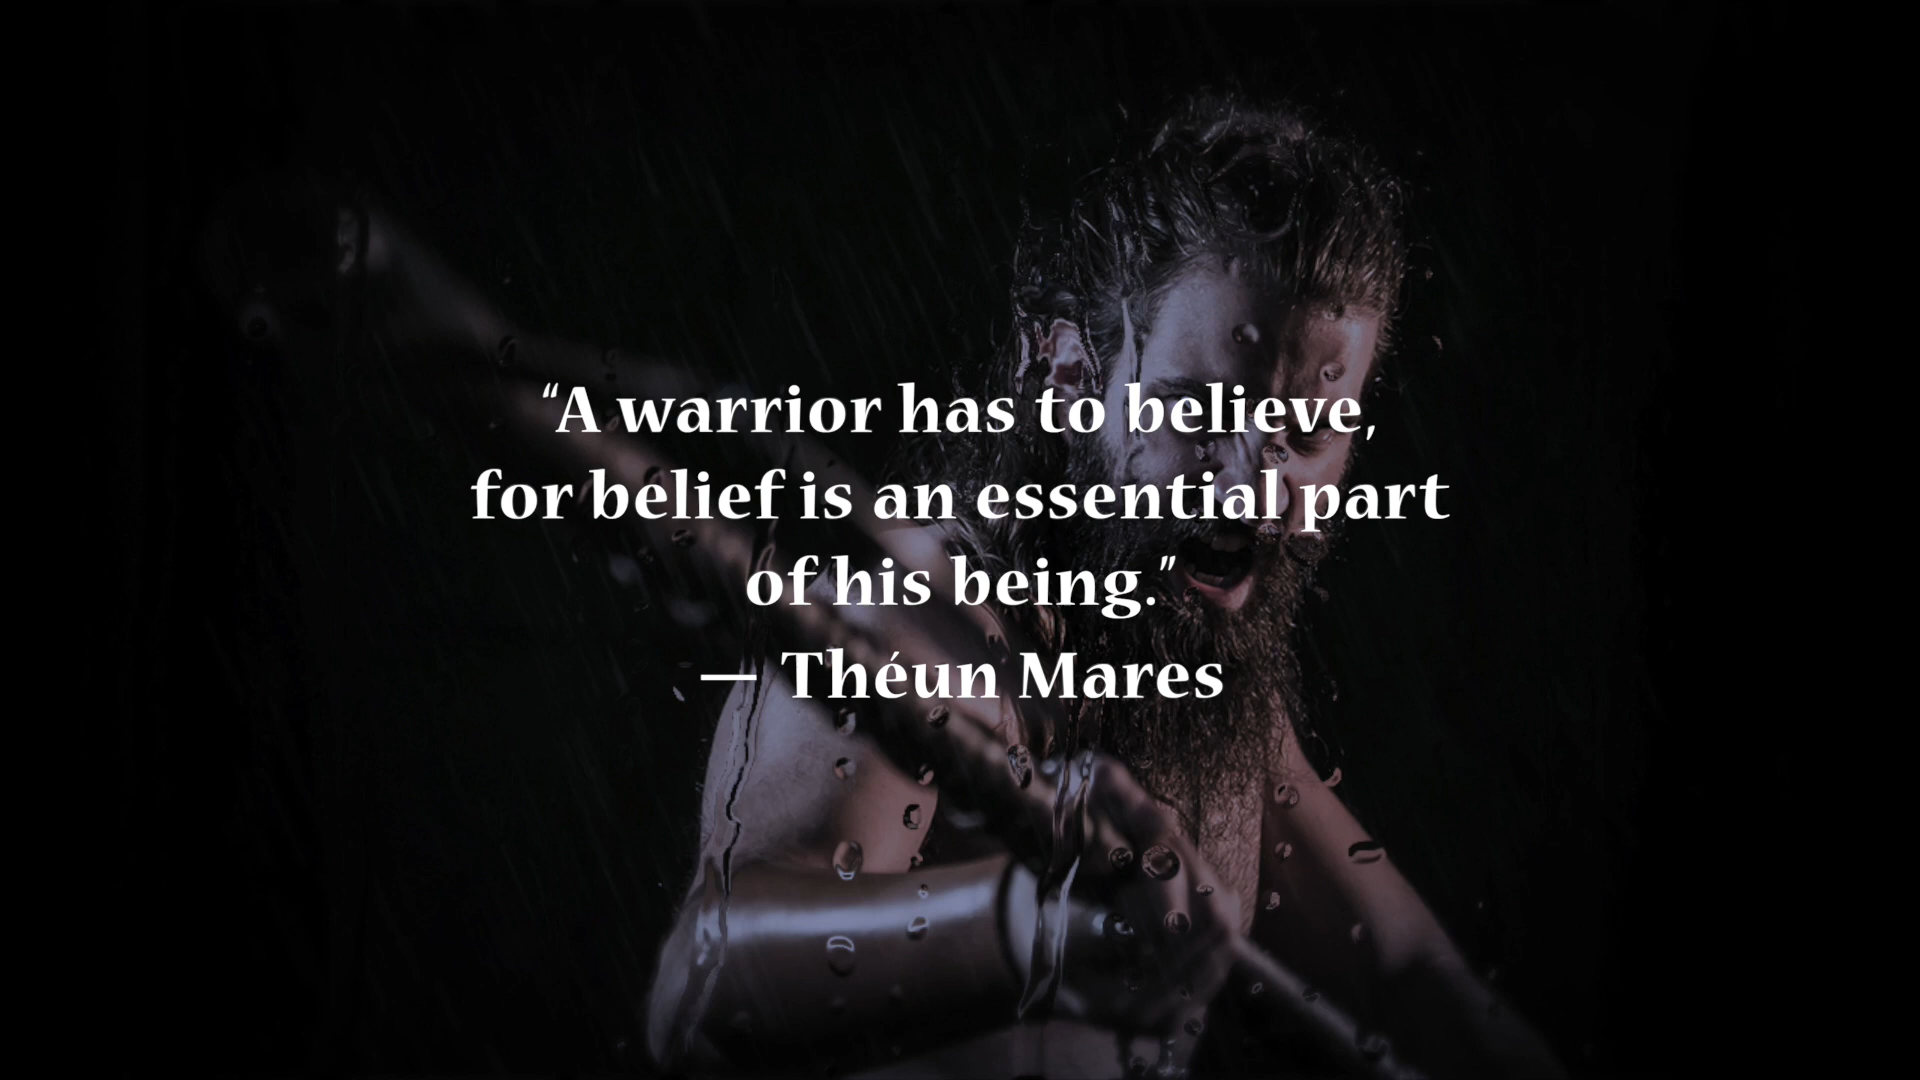 “A warrior has to believe,
for belief is an essential part
of his being.”
— Théun Mares